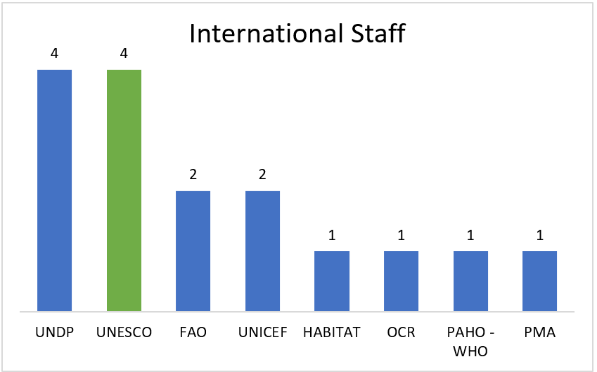 International Staff
4 4
2 2
1 1 1 1
UNDP UNESCO FAO UNICEF HABITAT OCR PAHO - PMA
WHO